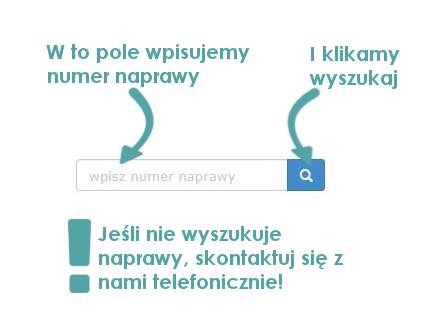 W to pole wpisujemy
numer naprawy
I klikamy
wyszukaj
wpisz numer naprawy
! Jeśli nie wyszukuje
naprawy, skontaktuj się z
nami telefonicznie!